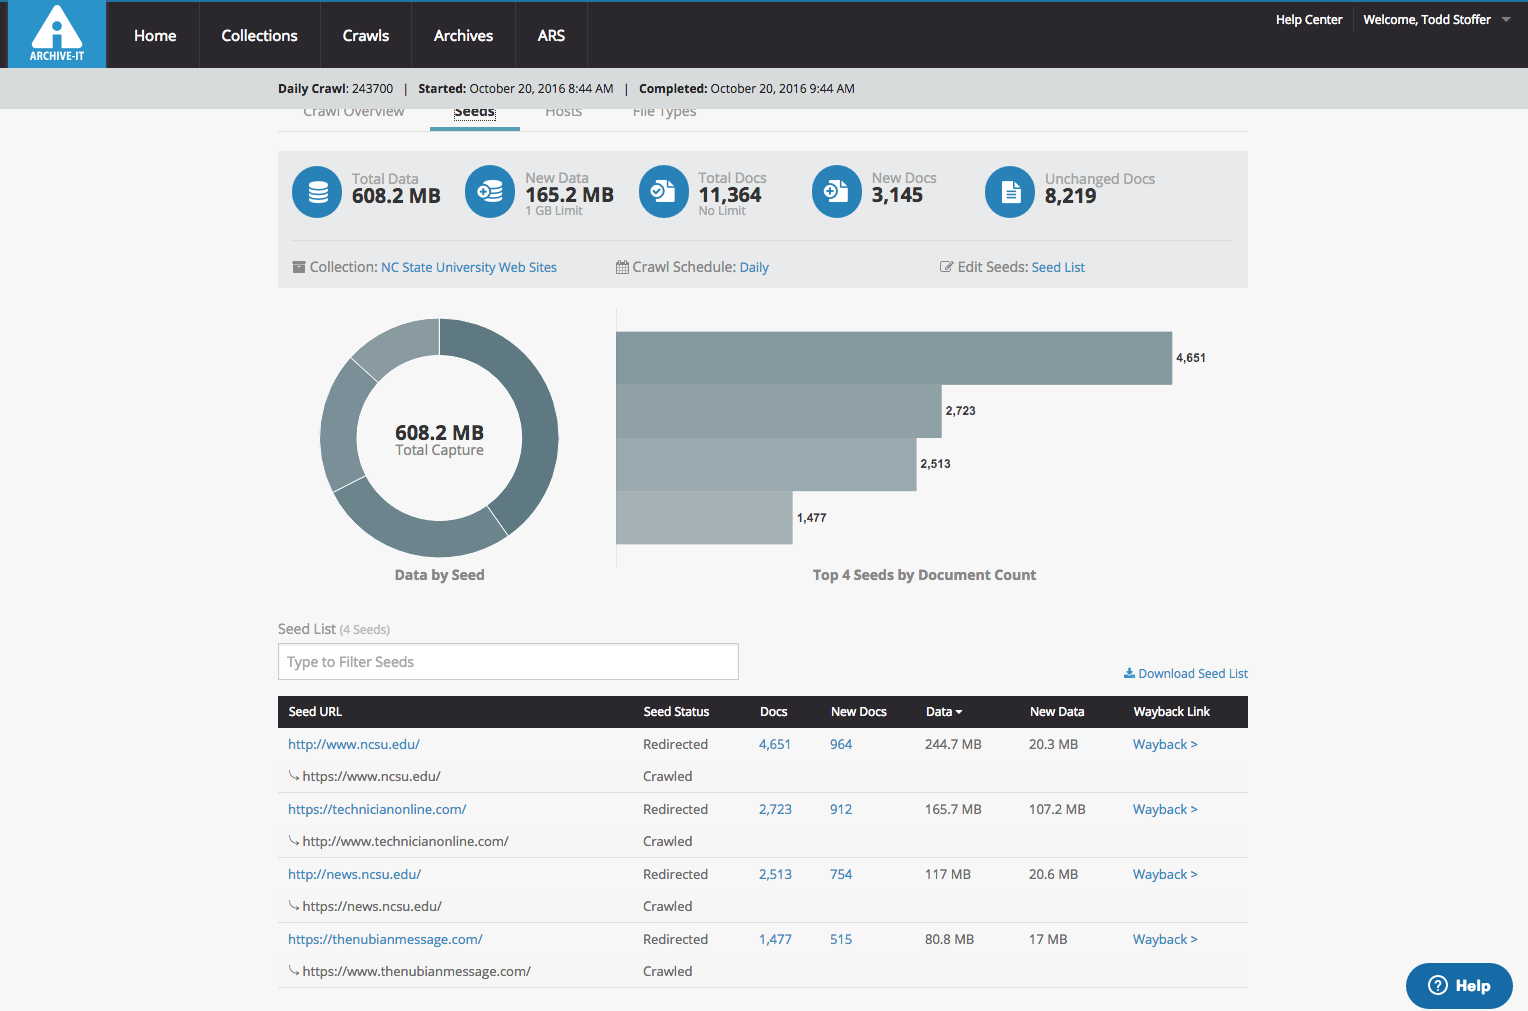 ARCHIVE-IT
Home Collections Crawls Archives ARS
Help Center Welcome, Todd Stoffer
Daily Crawl: 243700 | Started: October 20, 2016 8:44 AM | Completed: October 20, 2016 9:44 AM
Crawl Overview Seeds Hosts File Types
Total Data
608.2 MB
New Data
165.2 MB
1 GB Limit
Total Docs
11,364
No Limit
New Docs
3,145
Unchanged Docs
8,219
Collection: NC State University Web Sites
Crawl Schedule: Daily
Edit Seeds: Seed List
608.2 MB
Total Capture
Data by Seed
4,651
2,723
2,513
1,477
Top 4 Seeds by Document Count
Seed List (4 Seeds)
Type to Filter Seeds
Download Seed List
Seed URL Seed Status Docs New Docs Data New Data Wayback Link
http://www.ncsu.edu/ Redirected 4,651 964 244.7 MB 20.3 MB Wayback >
https://www.ncsu.edu/ Crawled
https://technicianonline.com/ Redirected 2,723 912 165.7 MB 107.2 MB Wayback >
http://www.technicianonline.com/ Crawled
http://news.ncsu.edu/ Redirected 2,513 754 117 MB 20.6 MB Wayback >
https://news.ncsu.edu/ Crawled
https://thenubianmessage.com/ Redirected 1,477 515 80.8 MB 17 MB Wayback >
https://www.thenubianmessage.com/ Crawled
? Help